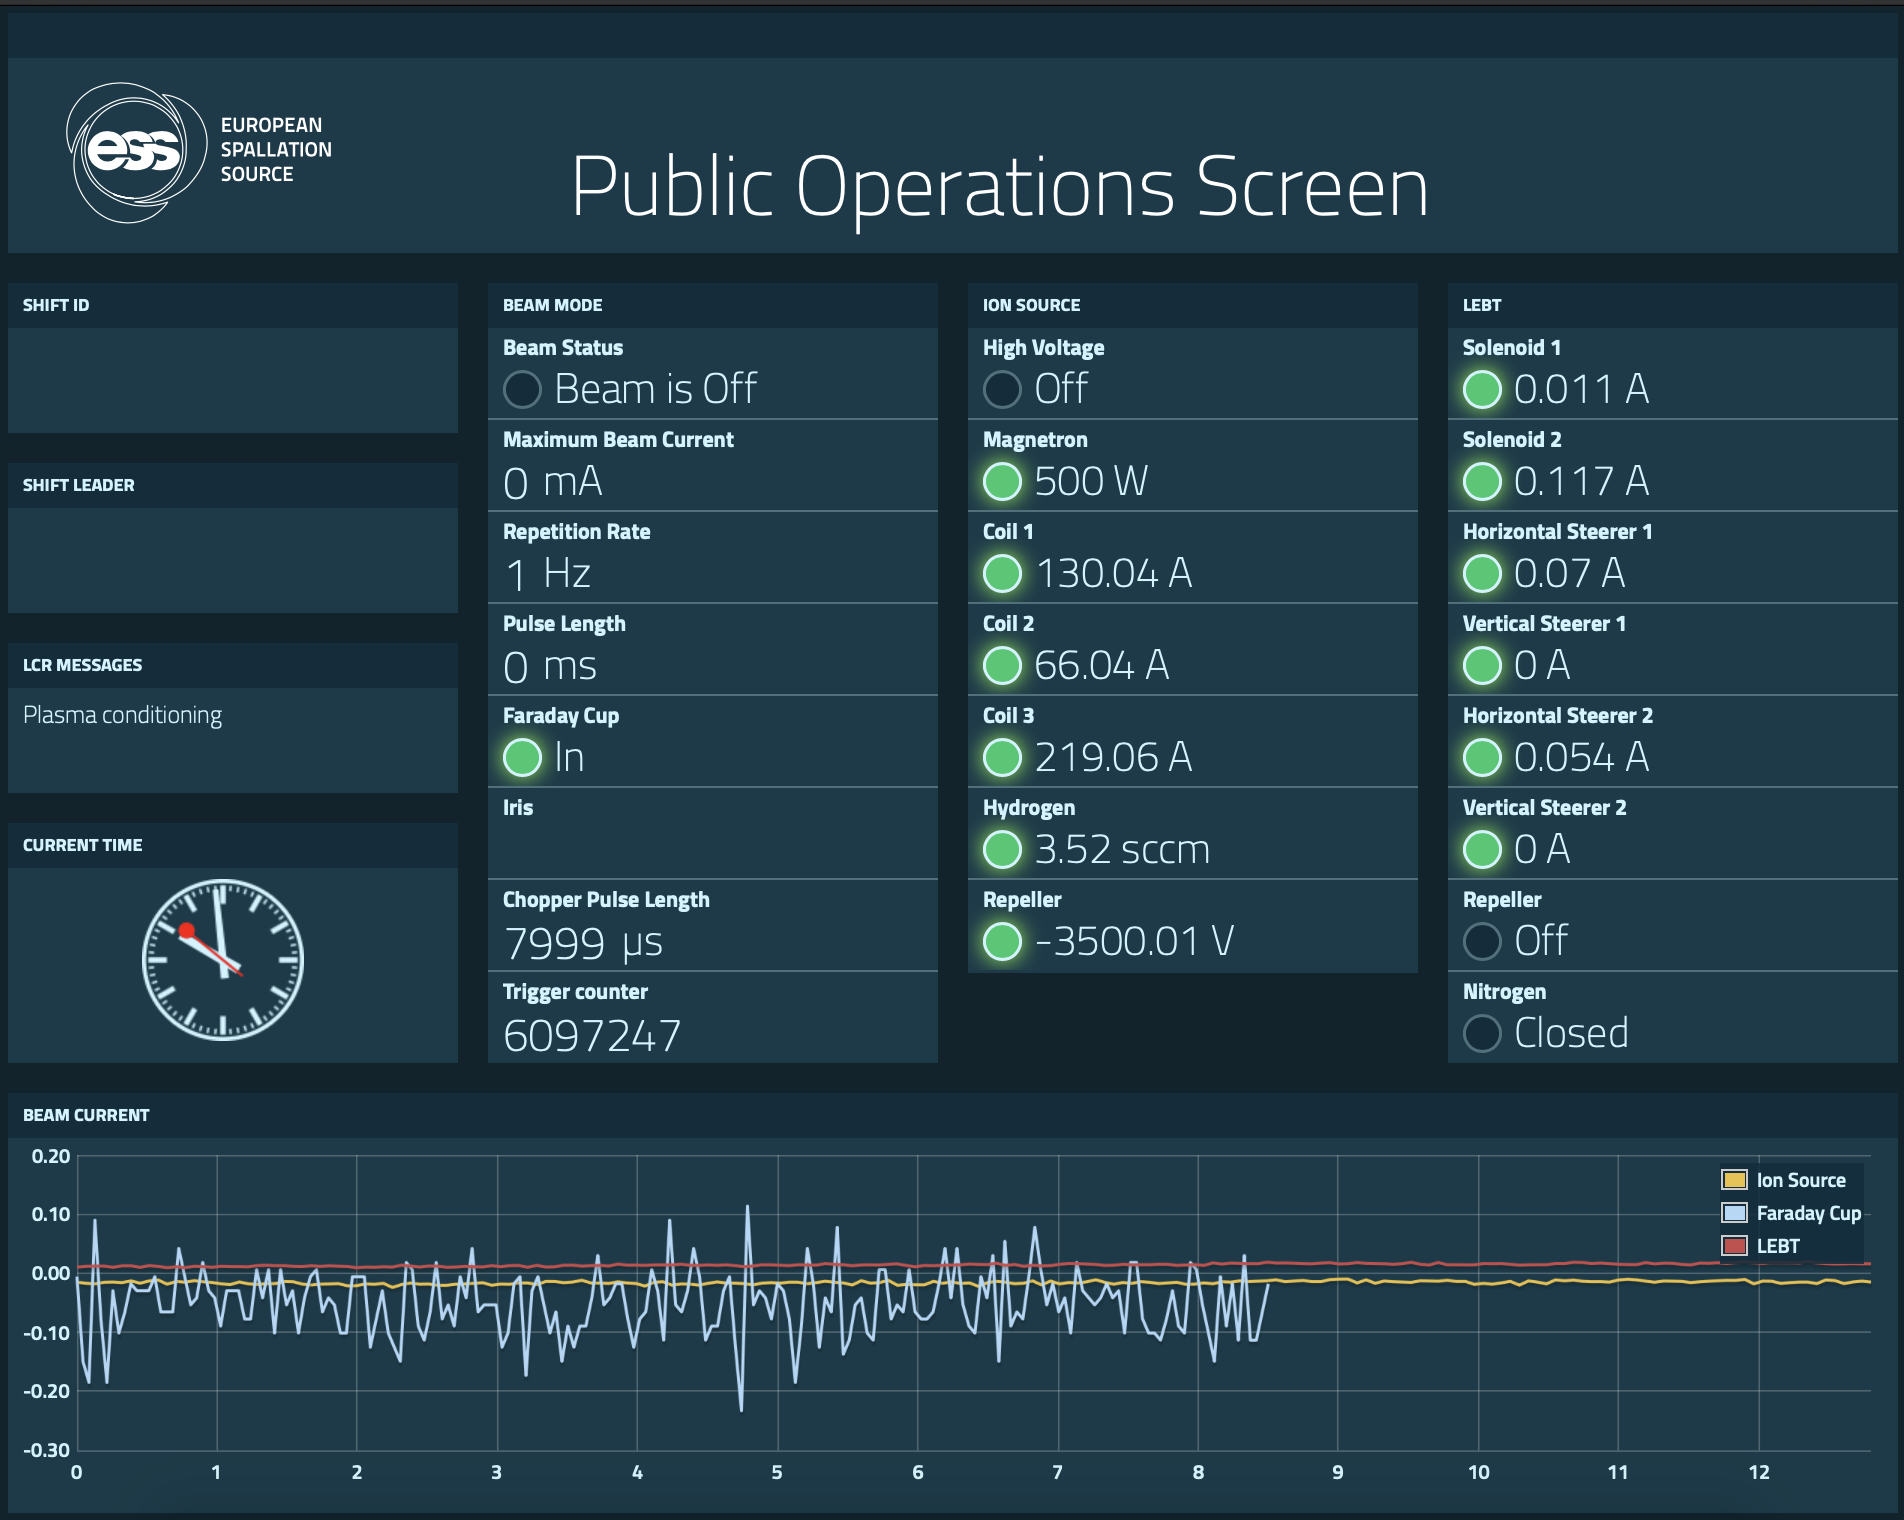 ess
EUROPEAN
SPALLATION
SOURCE
Public Operations Screen
SHIFT ID
SHIFT LEADER
LCR MESSAGES
Plasma conditioning
CURRENT TIME
BEAM MODE
Beam Status
Beam is Off
Maximum Beam Current
0 mA
Repetition Rate
1 Hz
Pulse Length
0 ms
Faraday Cup
In
Iris
Chopper Pulse Length
7999 µs
Trigger counter
6097247
ION SOURCE
High Voltage
Off
Magnetron
500 W
Coil 1
130.04 A
Coil 2
66.04 A
Coil 3
219.06 A
Hydrogen
3.52 sccm
Repeller
-3500.01 V
LEBT
Solenoid 1
0.011 A
Solenoid 2
0.117 A
Horizontal Steerer 1
0.07 A
Vertical Steerer 1
0 A
Horizontal Steerer 2
0.054 A
Vertical Steerer 2
0 A
Repeller
Off
Nitrogen
Closed
BEAM CURRENT
0.20
0.10
0.00
-0.10
-0.20
-0.30
0 1 2 3 4 5 6 7 8 9 10 11 12
Ion Source
Faraday Cup
LEBT